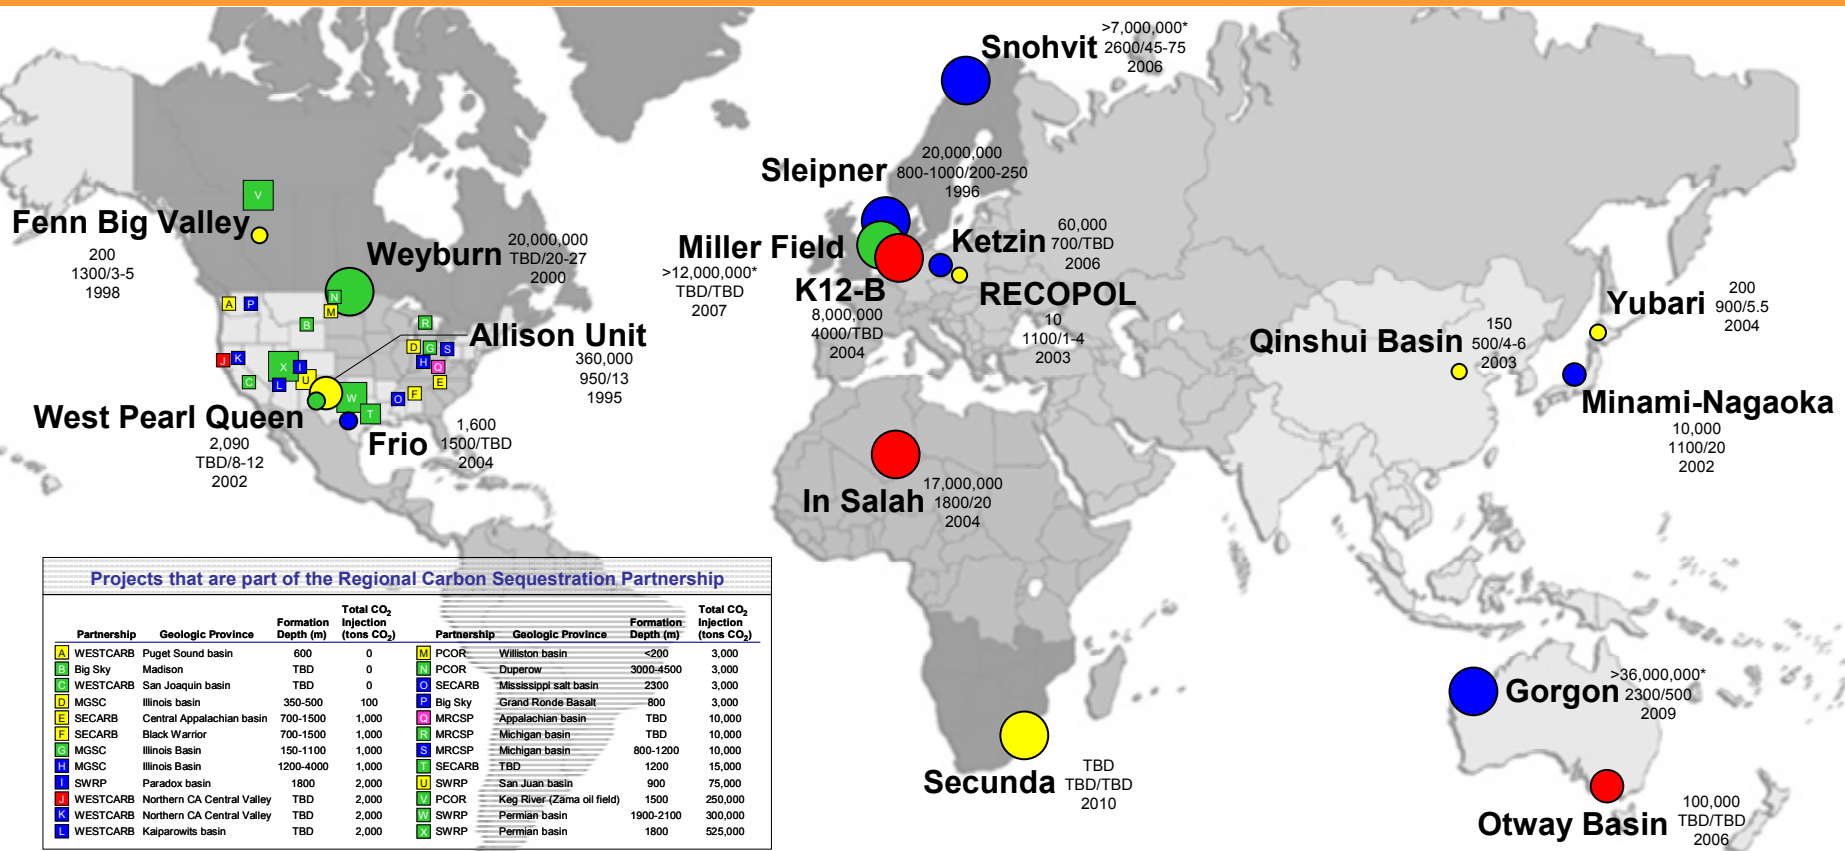 Snohvit
>7,000,000*
2600/45-75
2006
Sleipner
20,000,000
800-1000/200-250
1996
Fenn Big Valley
200
1300/3-5
1998
Weyburn
20,000,000
TBD/20-27
2000
Miller Field
>12,000,000*
TBD/TBD
2007
Ketzin
60,000
700/TBD
2006
K12-B
8,000,000
4000/TBD
2004
RECOPOL
10
1100/1-4
2003
Allison Unit
360,000
950/13
1995
Qinshui Basin
150
500/4-6
2003
Yubari
200
900/5.5
2004
Minami-Nagaoka
10,000
1100/20
2002
West Pearl Queen
2,090
TBD/8-12
2002
Frio
1,600
1500/TBD
2004
In Salah
17,000,000
1800/20
2004
Secunda
TBD
TBD/TBD
2010
Gorgon
>36,000,000*
2300/500
2009
Otway Basin
100,000
TBD/TBD
2006
V
A P
N
M
B
R
D G S
H
Q
E
J K
X I
U
C L
W
T
O F
Projects that are part of the Regional Carbon Sequestration Partnership
Partnership Geologic Province Formation Depth (m) Total CO2 Injection (tons CO2) Partnership Geologic Province Formation Depth (m) Total CO2 Injection (tons CO2)
A WESTCARB Puget Sound basin 600 0 M PCOR Williston basin <200 3,000
B Big Sky Madison TBD 0 N PCOR Duperow 3000-4500 3,000
C WESTCARB San Joaquin basin TBD 0 O SECARB Mississippi salt basin 2300 3,000
D MGSC Illinois basin 350-500 100 P Big Sky Grand Ronde Basalt 800 3,000
E SECARB Central Appalachian basin 700-1500 1,000 Q MRCSP Appalachian basin TBD 10,000
F SECARB Black Warrior 700-1500 1,000 R MRCSP Michigan basin TBD 10,000
G MGSC Illinois Basin 150-1100 1,000 S MRCSP Michigan basin 800-1200 10,000
H MGSC Illinois Basin 1200-4000 1,000 T SECARB TBD 1200 15,000
I SWRP Paradox basin 1800 2,000 U SWRP San Juan basin 900 75,000
J WESTCARB Northern CA Central Valley TBD 2,000 V PCOR Keg River (Zama oil field) 1500 250,000
K WESTCARB Northern CA Central Valley TBD 2,000 W SWRP Permian basin 1900-2100 300,000
L WESTCARB Kaiparowits basin TBD 2,000 X SWRP Permian basin 1800 525,000